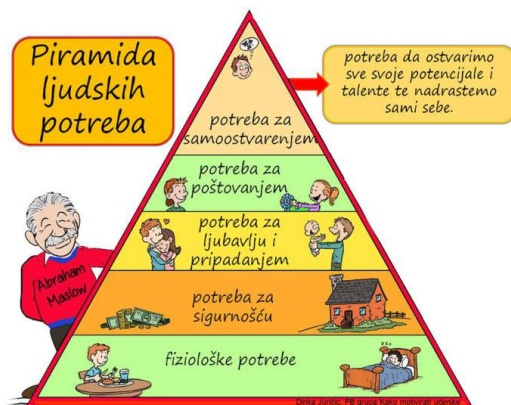 Piramida
ljudskih
potreba
potreba da ostvarimo
sve svoje potencijale i
talente te nadrastemo
sami sebe.
potreba za
samoostvarenjem
potreba za
poštovanjem
potreba za
ljubavlju i
pripadanjem
Abraham
Maslow
potreba za
sigurnošću
fiziološke potrebe
Dinka Juričić, FB grupa Kako motivirati učenike